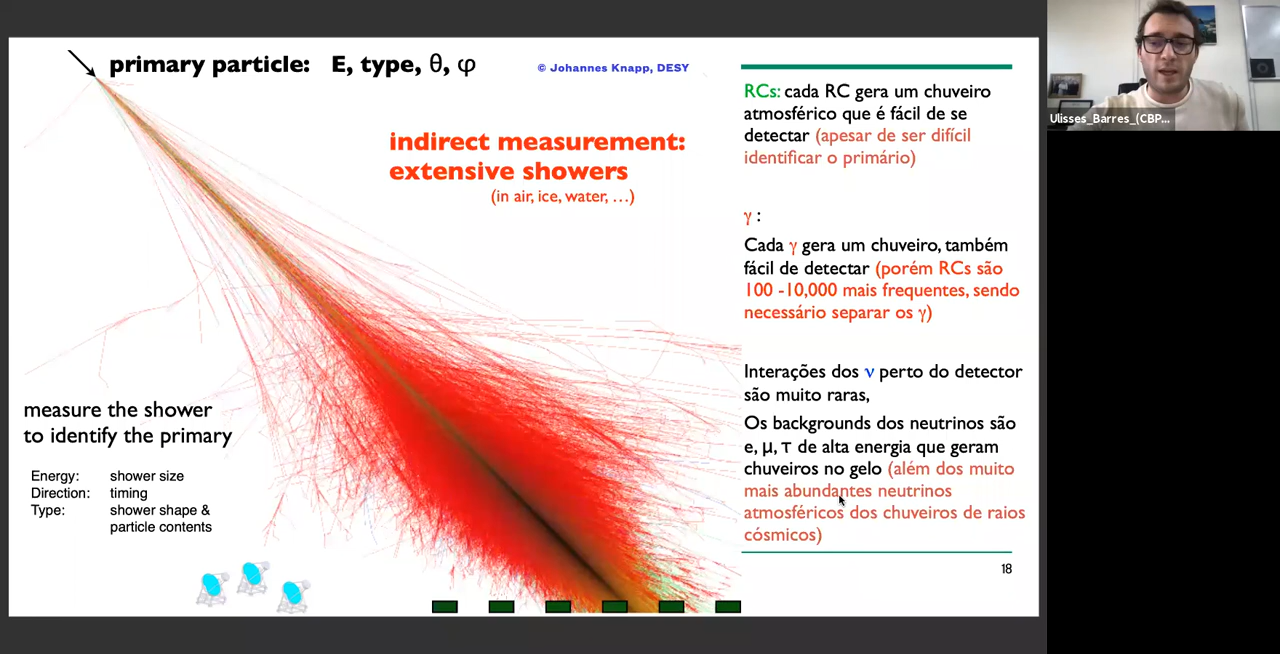 primary particle: E, type, θ, φ
© Johannes Knapp, DESY
indirect measurement:
extensive showers
(in air, ice, water, …)
measure the shower
to identify the primary
Energy: shower size
Direction: timing
Type: shower shape &
particle contents
RCs: cada RC gera um chuveiro
atmosférico que é fácil de se
detectar (apesar de ser difícil
identificar o primário)
γ :
Cada γ gera um chuveiro, também
fácil de detectar (porém RCs são
100 -10,000 mais frequentes, sendo
necessário separar os γ)
Interações dos ν perto do detector
são muito raras,
Os backgrounds dos neutrinos são
e, μ, τ de alta energia que geram
chuveiros no gelo (além dos muito
mais abundantes neutrinos
atmosféricos dos chuveiros de raios
cósmicos)
18
Ulisses_Barres_(CBP...